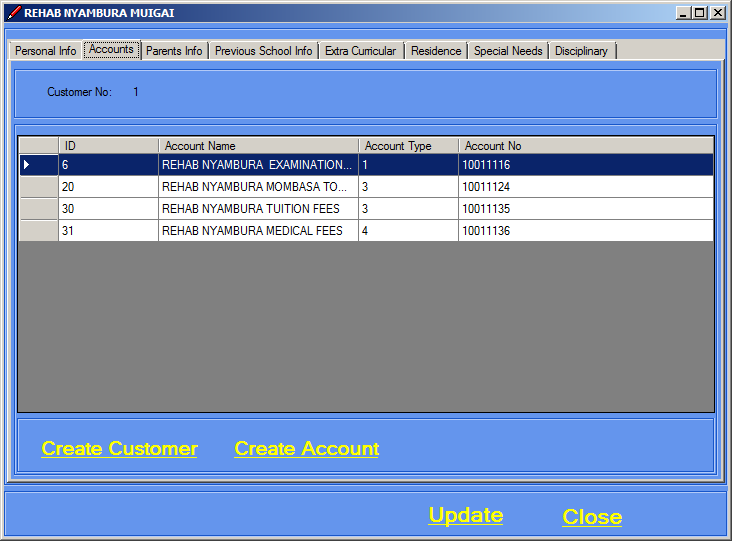 REHAB NYAMBURA MUIGAI
Personal Info Accounts Parents Info Previous School Info Extra Curricular Residence Special Needs Disciplinary
Customer No: 1
ID Account Name Account Type Account No
6 REHAB NYAMBURA EXAMINATION... 1 10011116
20 REHAB NYAMBURA MOMBASA TO... 3 10011124
30 REHAB NYAMBURA TUITION FEES 3 10011135
31 REHAB NYAMBURA MEDICAL FEES 4 10011136
Create Customer Create Account
Update Close